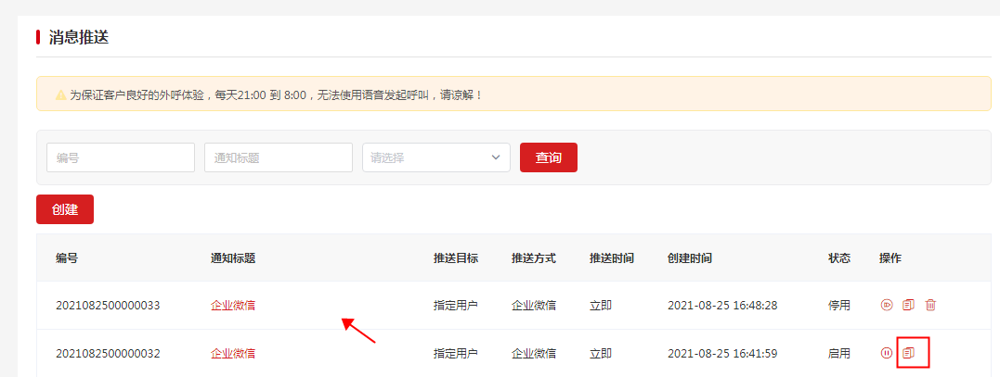 消息推送
为保证客户良好的外呼体验，每天21:00 到 8:00，无法使用语音发起呼叫，请谅解！
编号 通知标题 请选择 查询
创建
编号 通知标题 推送目标 推送方式 推送时间 创建时间 状态 操作
2021082500000033 企业微信 指定用户 企业微信 立即 2021-08-25 16:48:28 停用
2021082500000032 企业微信 指定用户 企业微信 立即 2021-08-25 16:41:59 启用